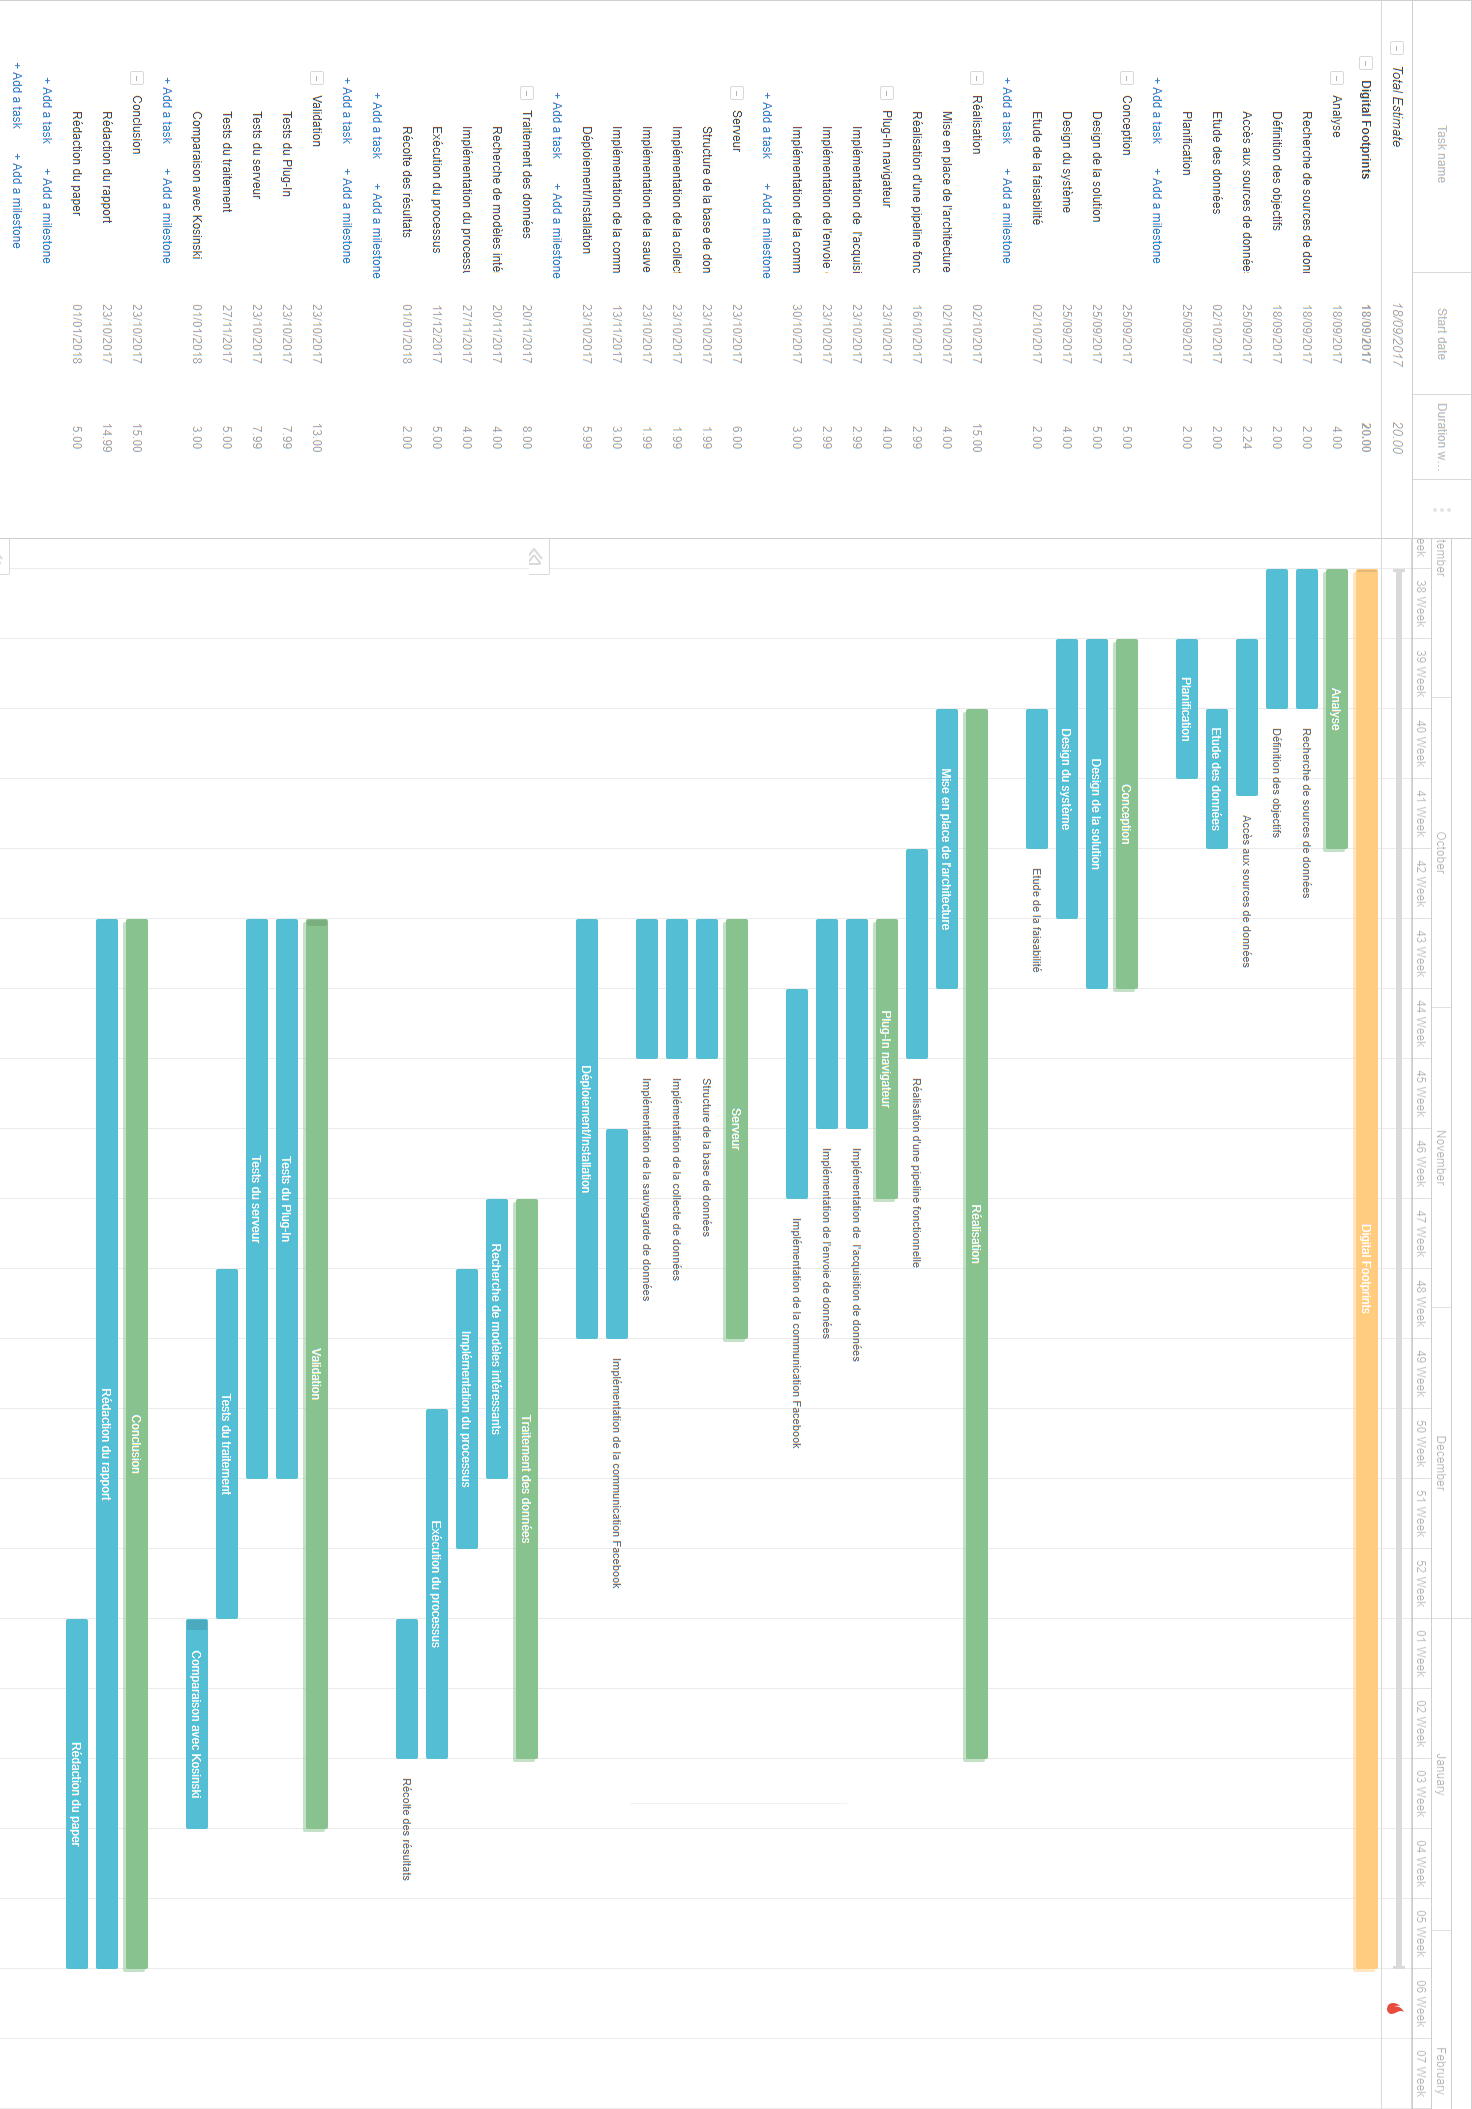 Task name Start date Duration w...
tember October November December January February
eek 38 Week 39 Week 40 Week 41 Week 42 Week 43 Week 44 Week 45 Week 46 Week 47 Week 48 Week 49 Week 50 Week 51 Week 52 Week 01 Week 02 Week 03 Week 04 Week 05 Week 06 Week 07 Week
Total Estimate 18/09/2017 20.00
Digital Footprints 18/09/2017 20.00 Digital Footprints
Analyse 18/09/2017 4.00 Analyse
Recherche de sources de donn 18/09/2017 2.00 Recherche de sources de données
Définition des objectifs 18/09/2017 2.00 Définition des objectifs
Accès aux sources de donnée 25/09/2017 2.24 Accès aux sources de données
Etude des données 02/10/2017 2.00 Etude des données
Planification 25/09/2017 2.00 Planification
+ Add a task + Add a milestone
Conception 25/09/2017 5.00 Conception
Design de la solution 25/09/2017 5.00 Design de la solution
Design du système 25/09/2017 4.00 Design du système
Etude de la faisabilité 02/10/2017 2.00 Etude de la faisabilité
+ Add a task + Add a milestone
Réalisation 02/10/2017 15.00 Réalisation
Mise en place de l'architecture 02/10/2017 4.00 Mise en place de l'architecture
Réalisation d'une pipeline fonc 16/10/2017 2.99 Réalisation d'une pipeline fonctionnelle
Plug-In navigateur 23/10/2017 4.00 Plug-In navigateur
Implémentation de l'acquisi 23/10/2017 2.99 Implémentation de l'acquisition de données
Implémentation de l'envoie 23/10/2017 2.99 Implémentation de l'envoie de données
Implémentation de la comm 30/10/2017 3.00 Implémentation de la communication Facebook
+ Add a task + Add a milestone
Serveur 23/10/2017 6.00 Serveur
Structure de la base de don 23/10/2017 1.99 Structure de la base de données
Implémentation de la collec 23/10/2017 1.99 Implémentation de la collecte de données
Implémentation de la sauve 23/10/2017 1.99 Implémentation de la sauvegarde de données
Implémentation de la comm 13/11/2017 3.00 Implémentation de la communication Facebook
Déploiement/Installation 23/10/2017 5.99 Déploiement/Installation
+ Add a task + Add a milestone
Traitement des données 20/11/2017 8.00 Traitement des données
Recherche de modèles inté 20/11/2017 4.00 Recherche de modèles intéressants
Implémentation du process 27/11/2017 4.00 Implémentation du processus
Exécution du processus 11/12/2017 5.00 Exécution du processus
Récolte des résultats 01/01/2018 2.00 Récolte des résultats
+ Add a task + Add a milestone
+ Add a task + Add a milestone
Validation 23/10/2017 13.00 Validation
Tests du Plug-In 23/10/2017 7.99 Tests du Plug-In
Tests du serveur 23/10/2017 7.99 Tests du serveur
Tests du traitement 27/11/2017 5.00 Tests du traitement
Comparaison avec Kosinski 01/01/2018 3.00 Comparaison avec Kosinski
+ Add a task + Add a milestone
Conclusion 23/10/2017 15.00 Conclusion
Rédaction du rapport 23/10/2017 14.99 Rédaction du rapport
Rédaction du paper 01/01/2018 5.00 Rédaction du paper
+ Add a task + Add a milestone
+ Add a task + Add a milestone